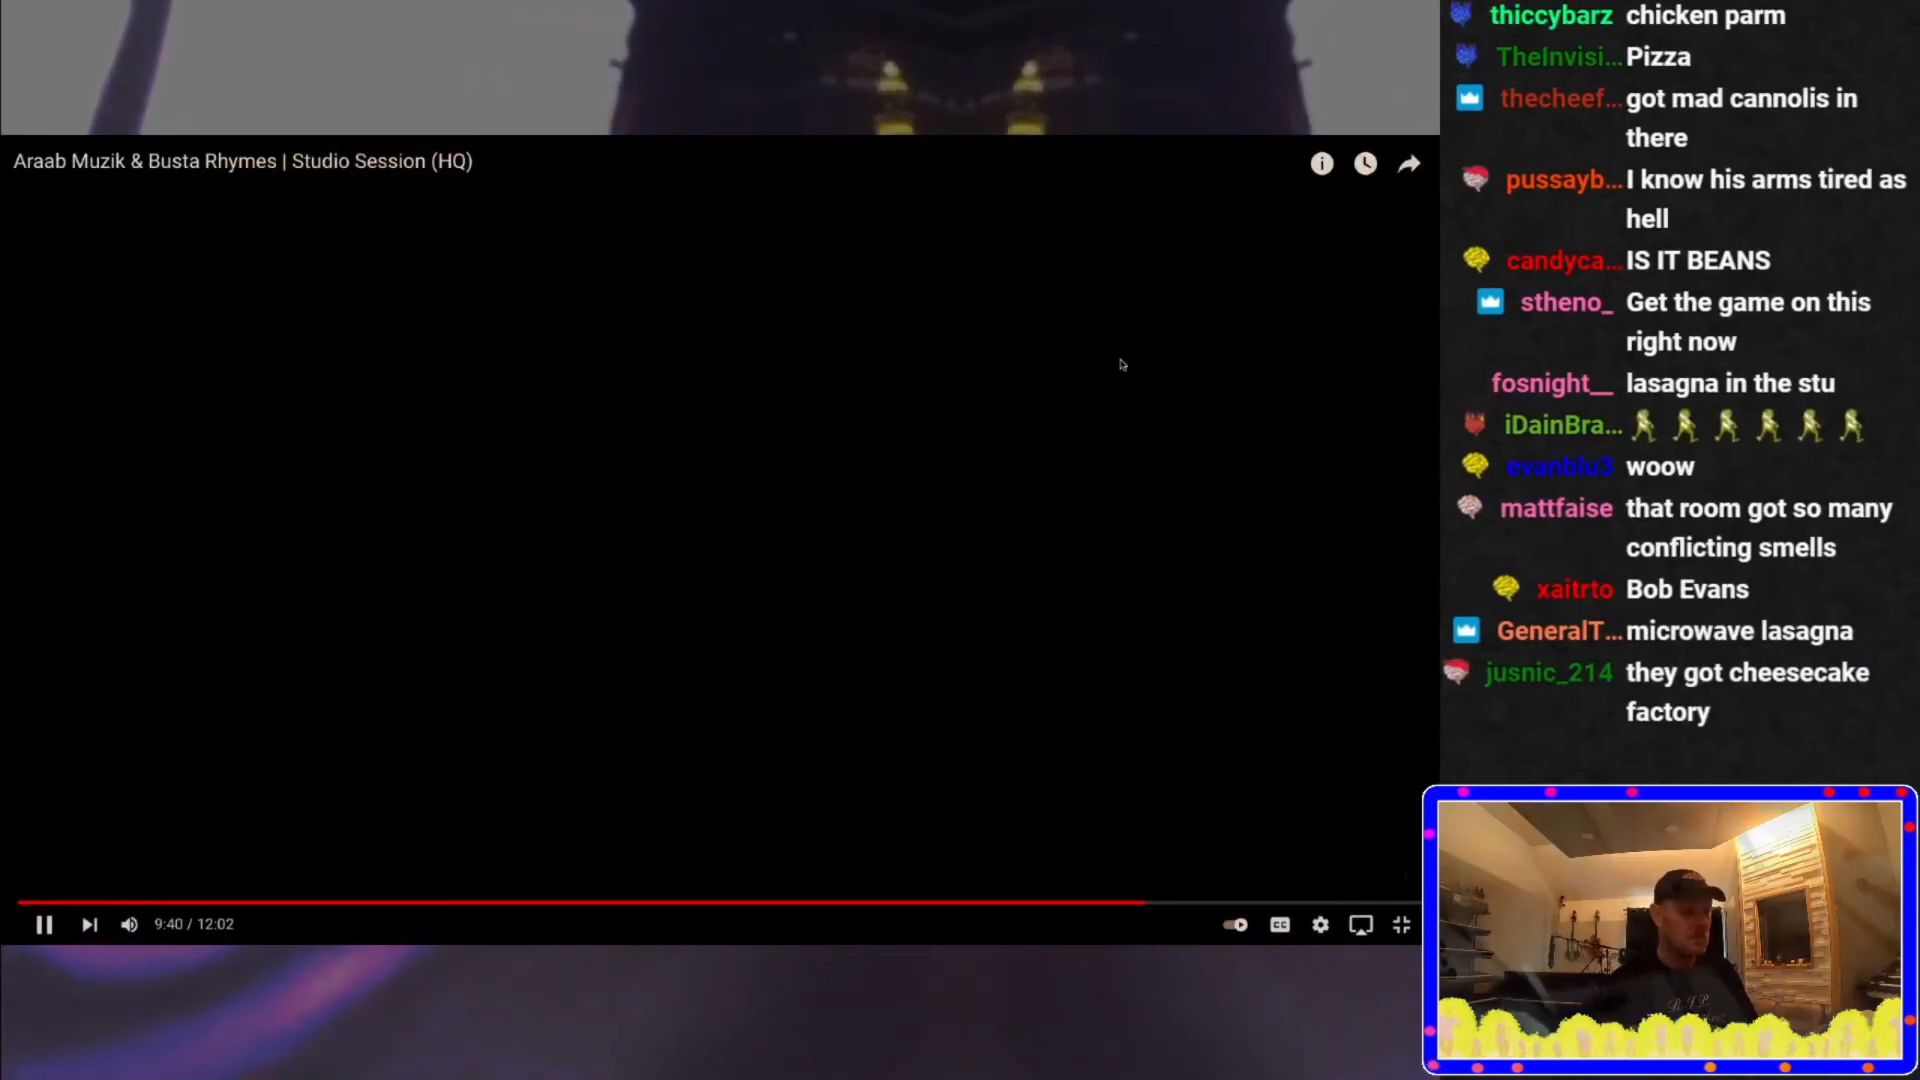 Araab Muzik & Busta Rhymes | Studio Session (HQ)
9:40 / 12:02
CC
thiccybarz chicken parm
TheInvisi... Pizza
thecheef... got mad cannolis in
there
pussayb... I know his arms tired as
hell
candyca... IS IT BEANS
stheno_ Get the game on this
right now
fosnight__ lasagna in the stu
iDainBra...
evanblu3 woow
mattfaise that room got so many
conflicting smells
xaitrto Bob Evans
GeneralT... microwave lasagna
jusnic_214 they got cheesecake
factory